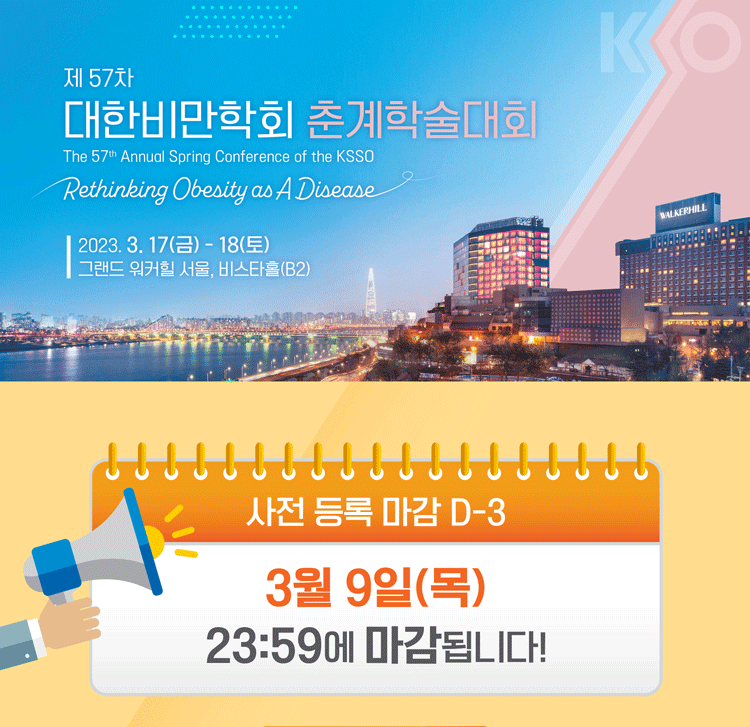 KSSO
제 57차
대한비만학회 춘계학술대회
The 57th Annual Spring Conference of the KSSO
Rethinking Obesity as A Disease
2023. 3. 17(금) - 18(토)
그랜드 워커힐 서울, 비스타홀(B2)
WALKERHILL
사전 등록 마감 D-3
3월 9일(목)
23:59에 마감됩니다!